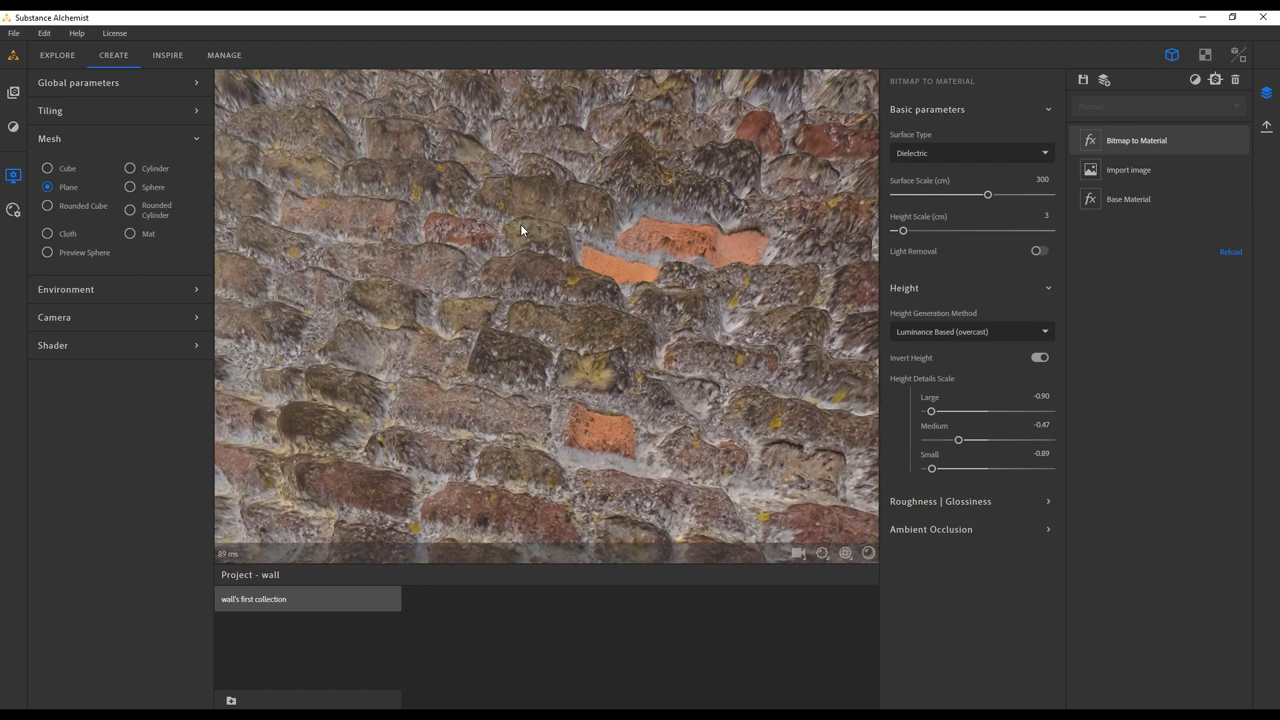 Substance Alchemist
File Edit Help License
EXPLORE CREATE INSPIRE MANAGE
Global parameters
Tiling
Mesh
Cube Cylinder
Plane Sphere
Rounded Cube Rounded
Cylinder
Cloth Mat
Preview Sphere
Environment
Camera
Shader
89 ms
Project - wall
wall's first collection
BITMAP TO MATERIAL
Basic parameters
Surface Type
Dielectric
Surface Scale (cm) 300
Height Scale (cm) 3
Light Removal
Height
Height Generation Method
Luminance Based (overcast)
Invert Height
Height Details Scale
Large -0.90
Medium -0.47
Small -0.89
Roughness | Glossiness
Ambient Occlusion
Normal
fx Bitmap to Material
Import image
fx Base Material
Reload